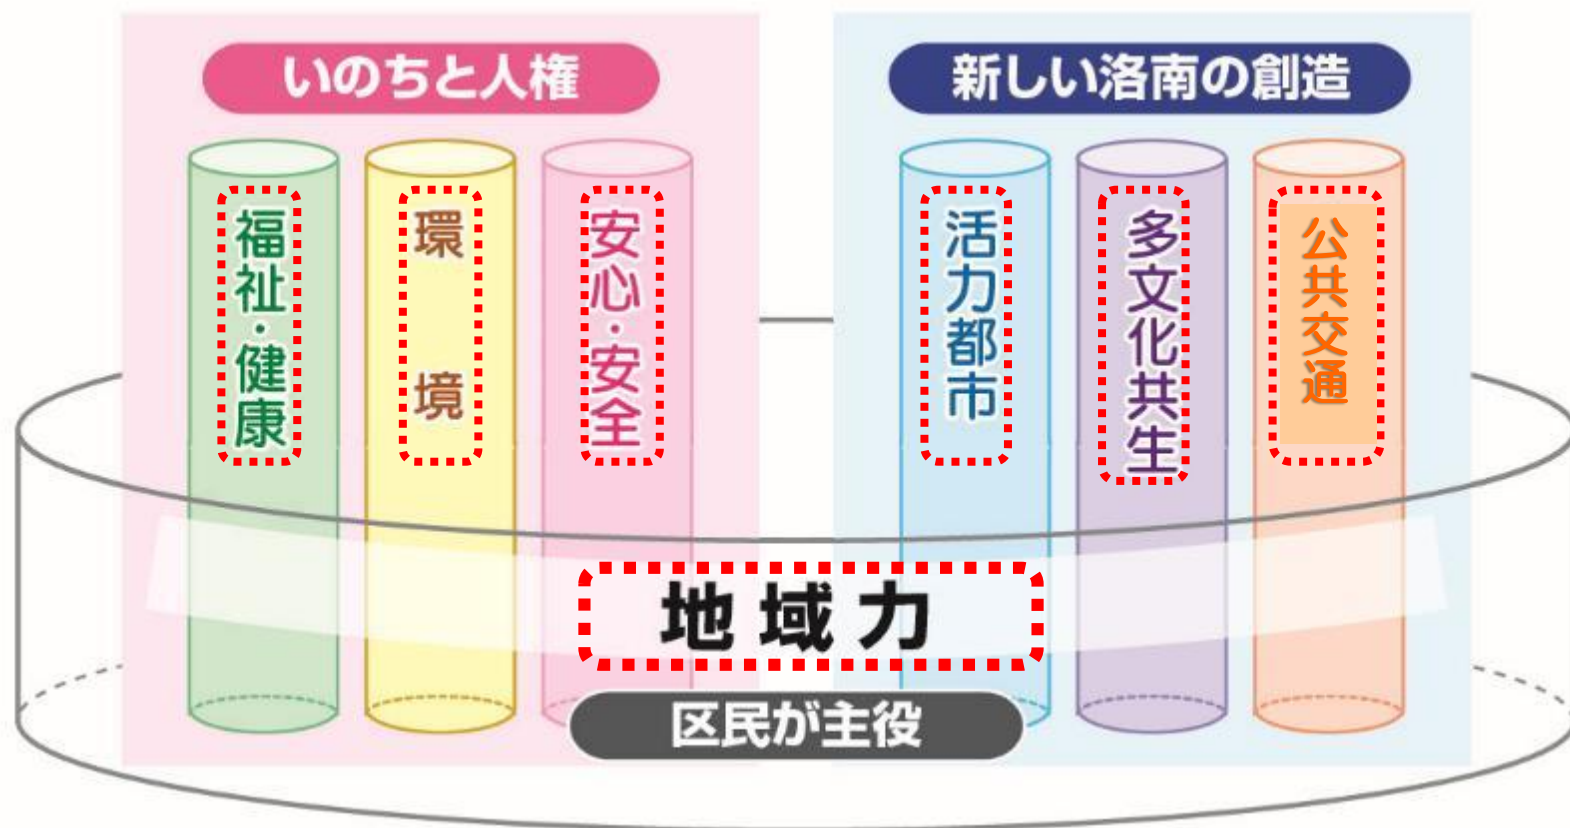 いのちと人権
福祉・健康
環境
安心・安全
新しい洛南の創造
活力都市
多文化共生
公共交通
地域力
区民が主役